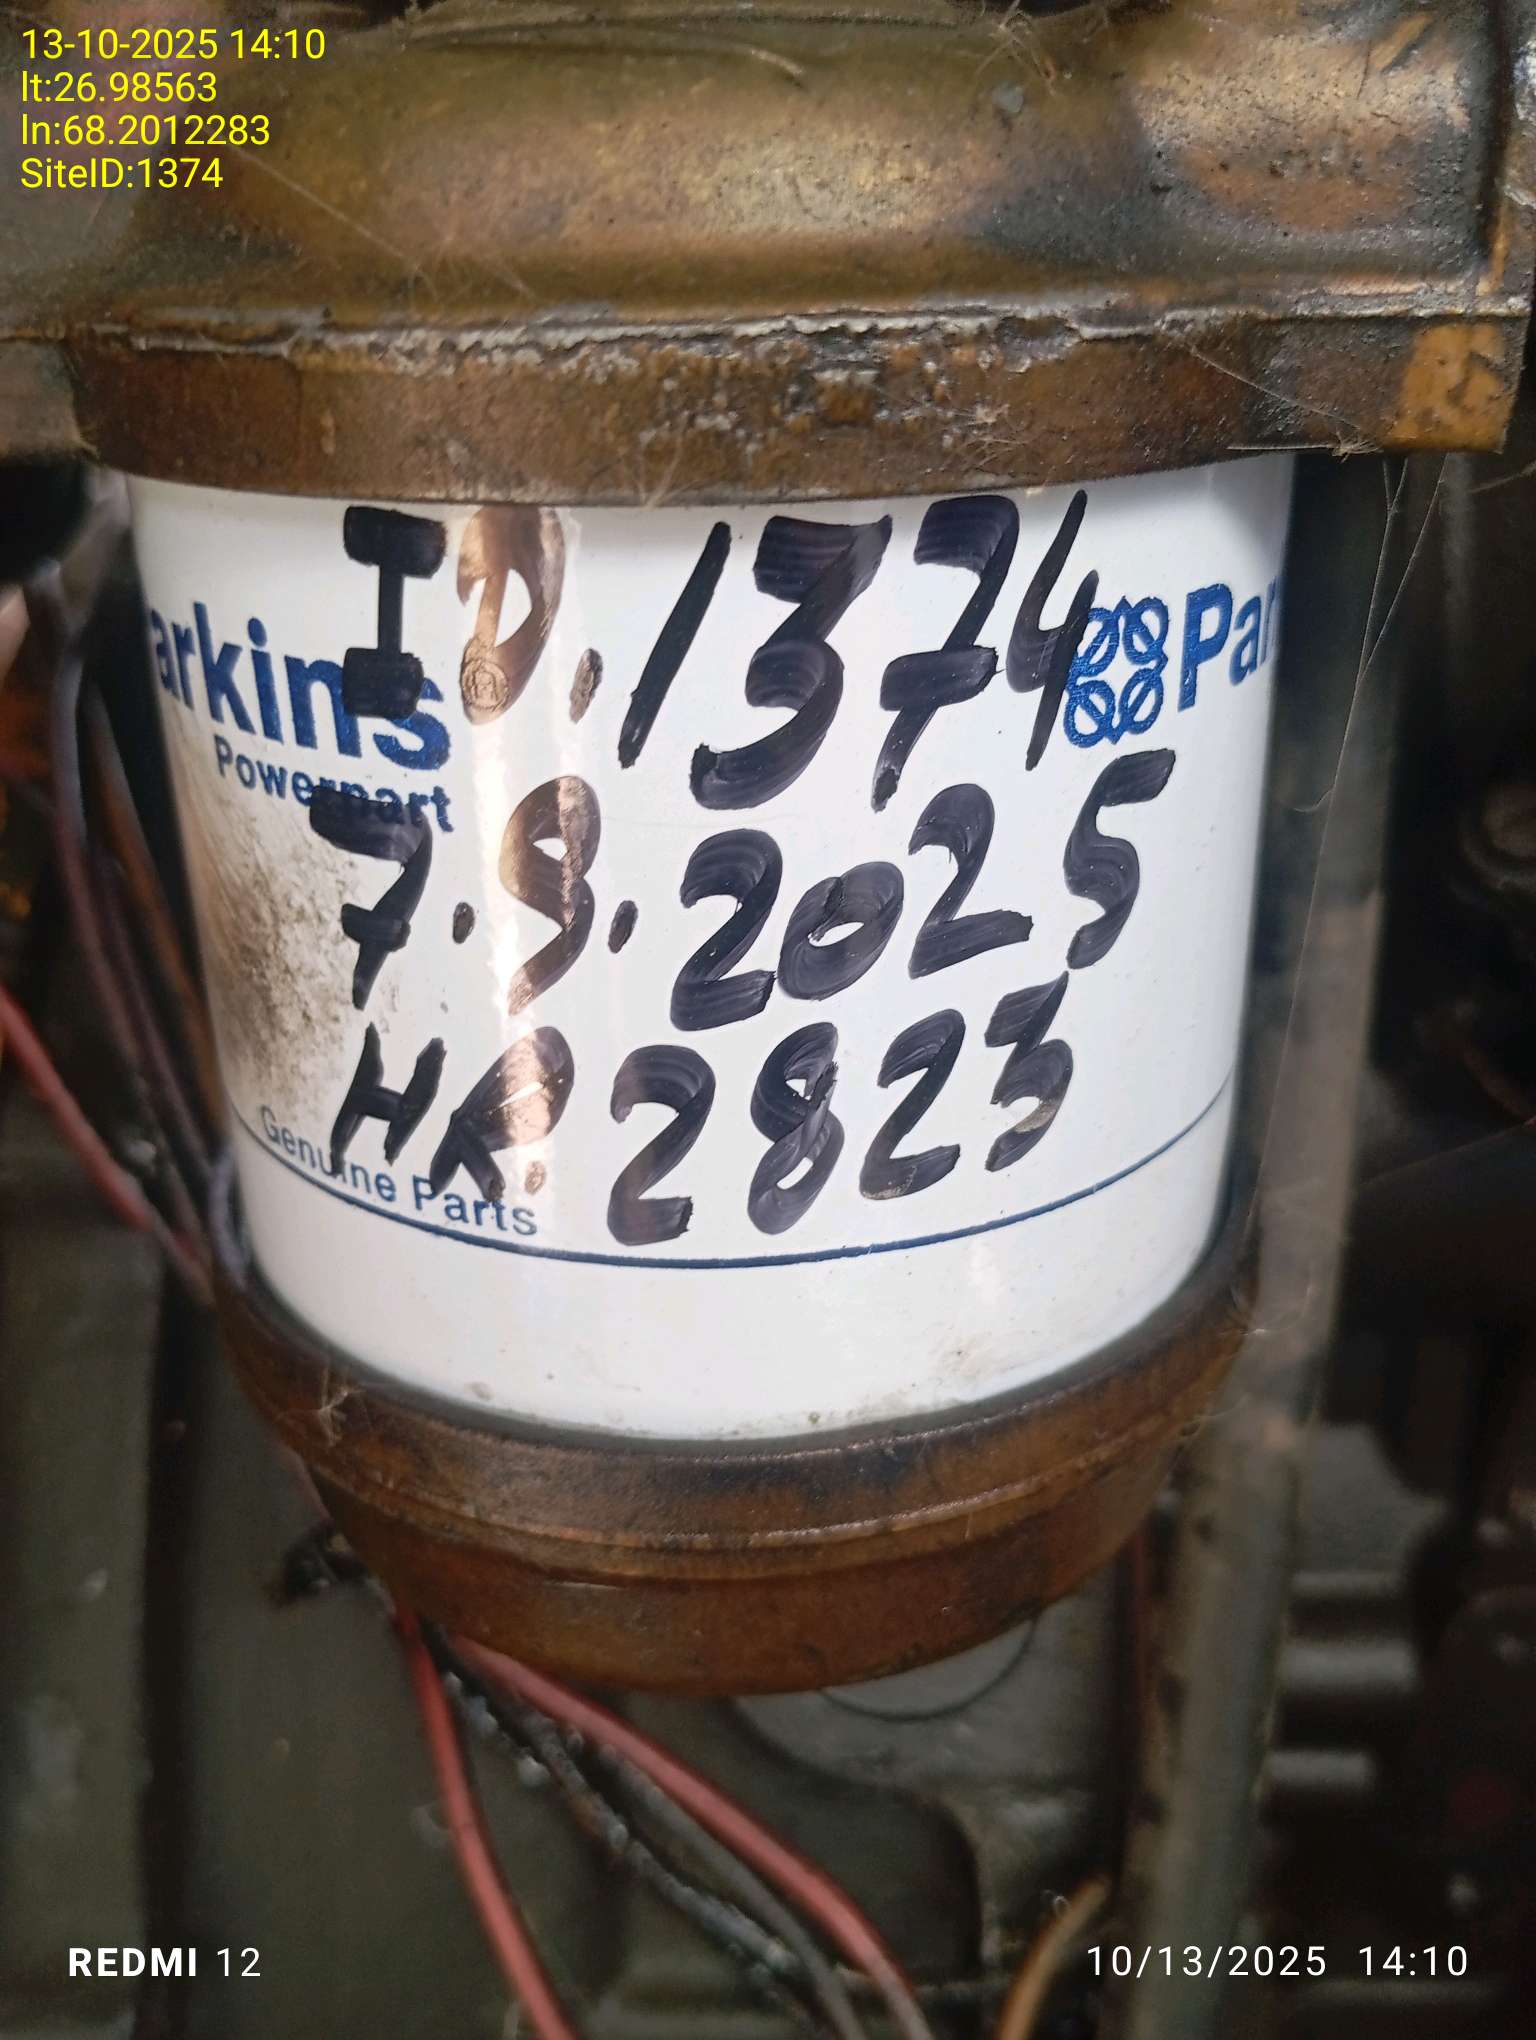 13-10-2025 14:10
lt:26.98563
ln:68.2012283
SiteID:1374
ID.1374
arkins
Powerpart
Par
7.9.2025
HR.2823
Genuine Parts
REDMI 12
10/13/2025 14:10